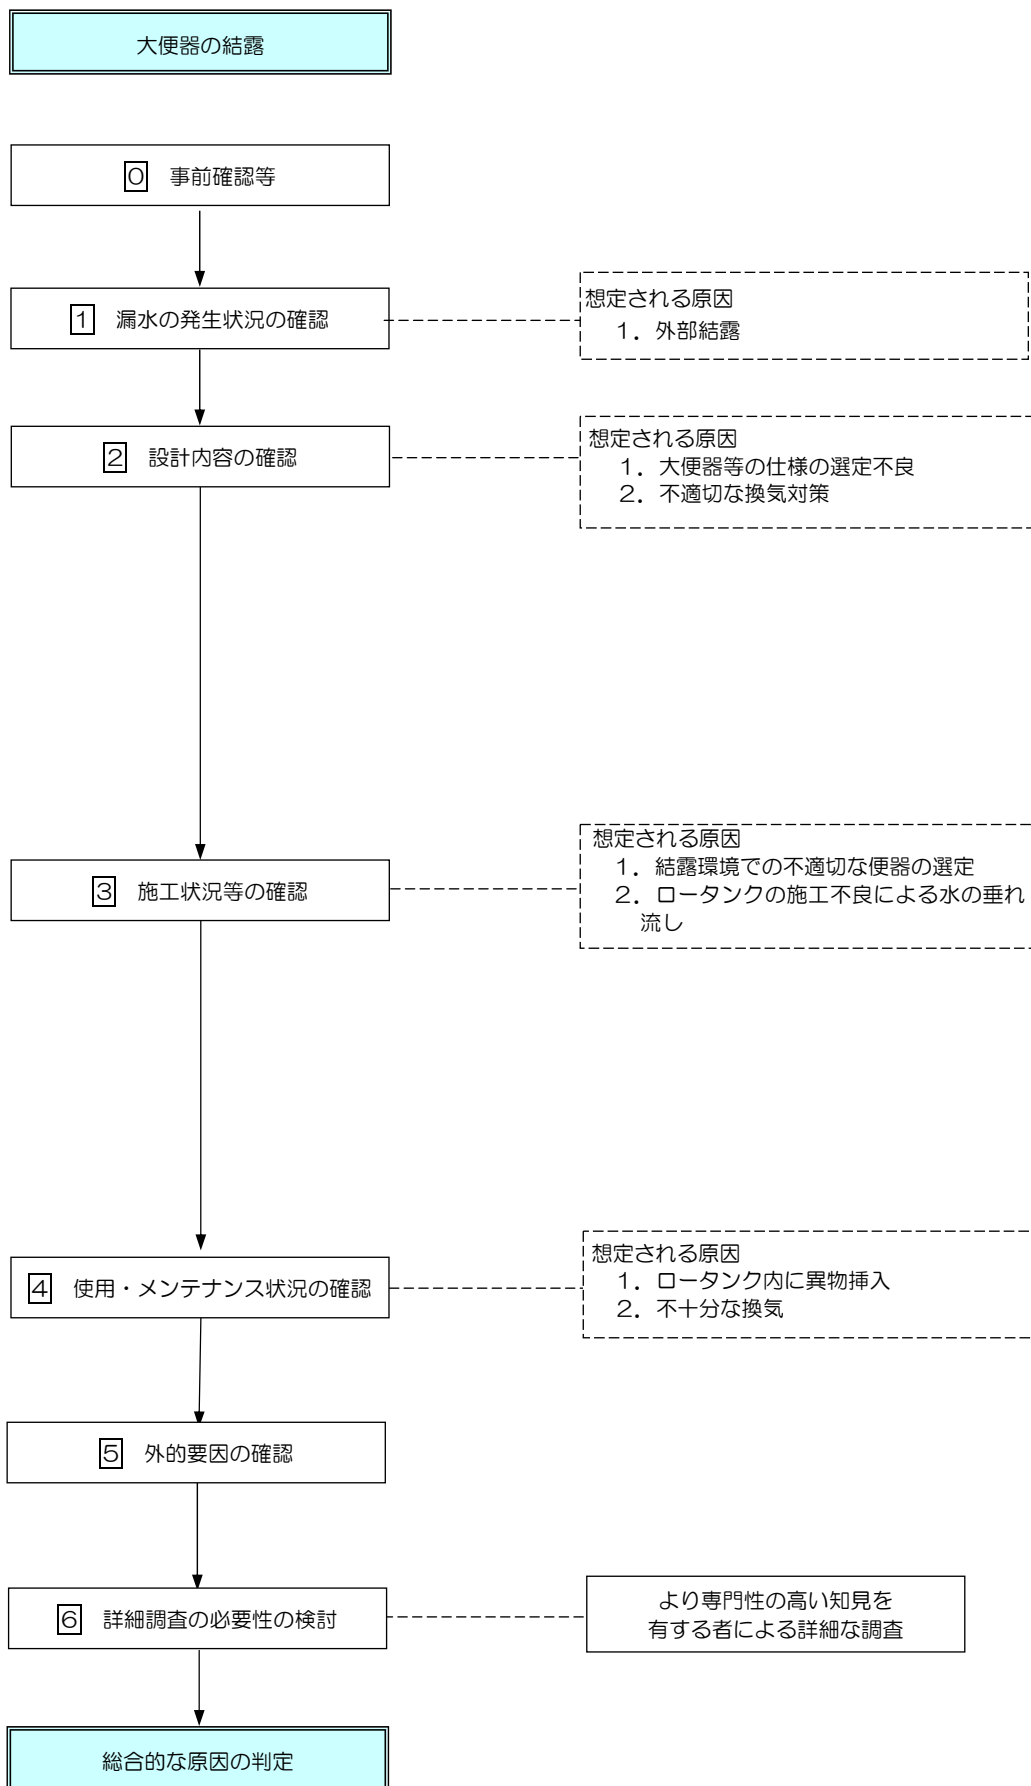 大便器の結露
0 事前確認等
1 漏水の発生状況の確認
想定される原因
1．外部結露
2 設計内容の確認
想定される原因
1．大便器等の仕様の選定不良
2．不適切な換気対策
3 施工状況等の確認
想定される原因
1．結露環境での不適切な便器の選定
2．ロータンクの施工不良による水の垂れ
流し
4 使用・メンテナンス状況の確認
想定される原因
1．ロータンク内に異物挿入
2．不十分な換気
5 外的要因の確認
6 詳細調査の必要性の検討
より専門性の高い知見を
有する者による詳細な調査
総合的な原因の判定